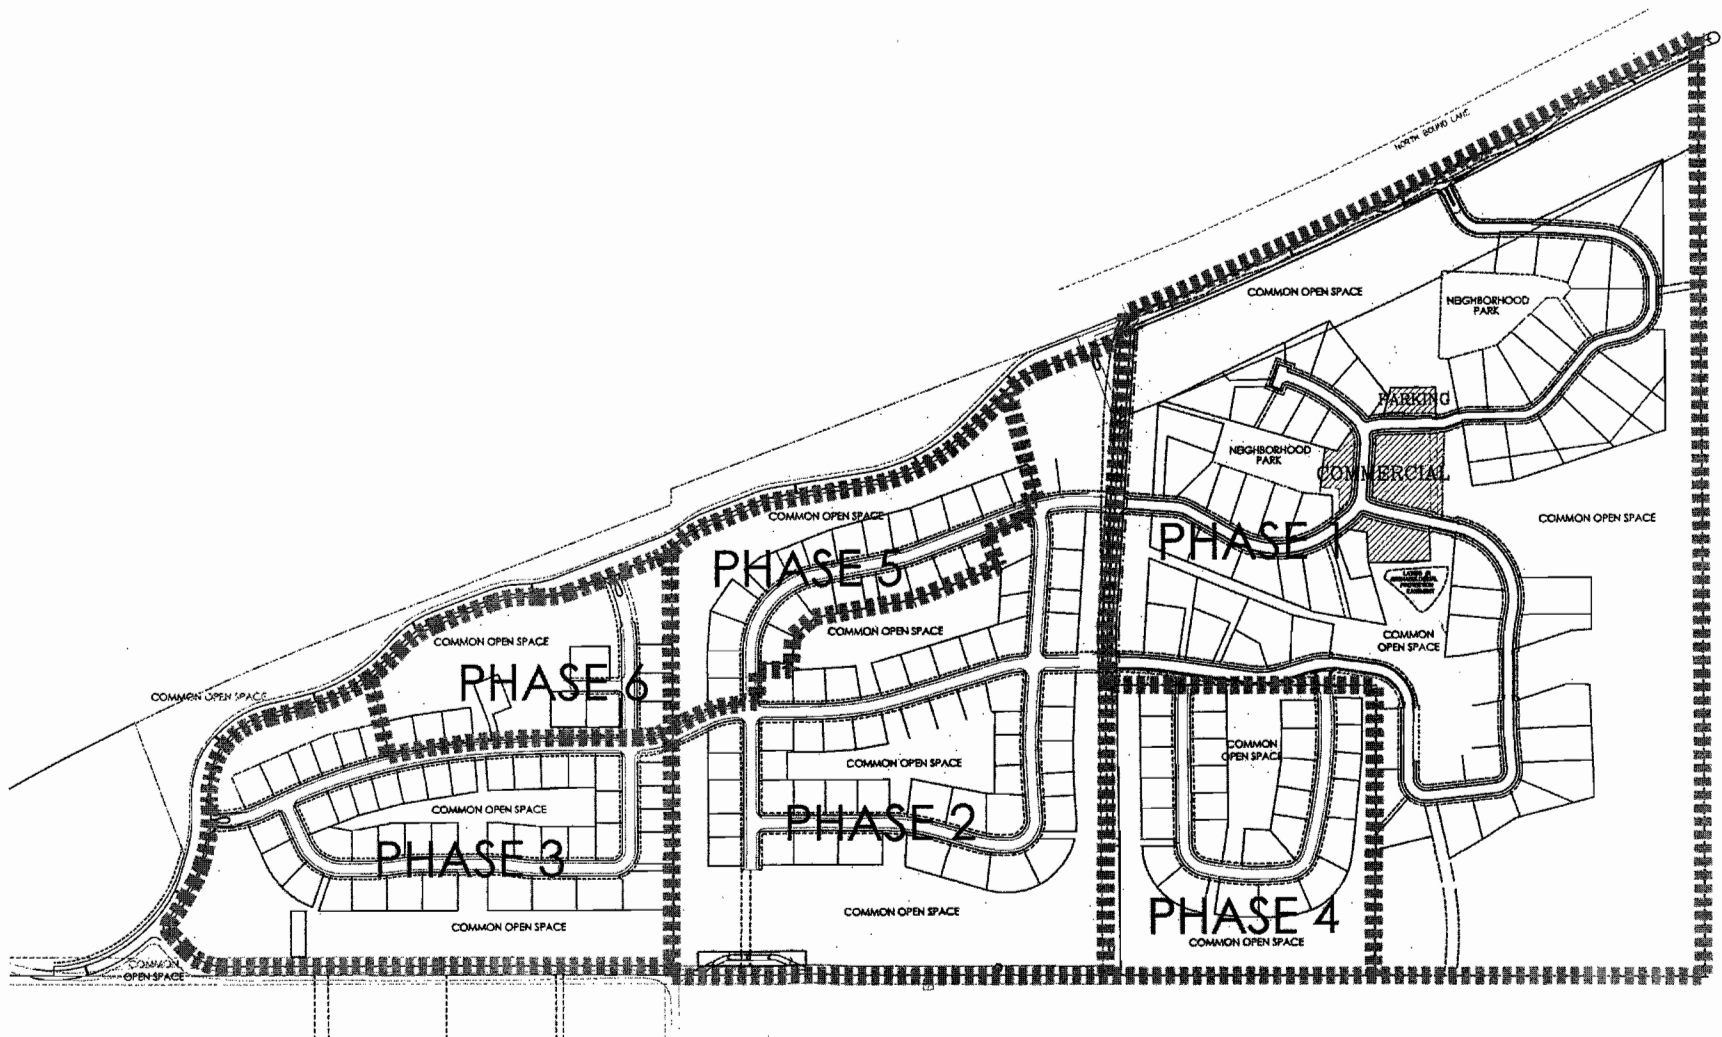 NORTH BOUND LANE
COMMON OPEN SPACE
NEIGHBORHOOD
PARK
PARKING
NEIGHBORHOOD
PARK
COMMERCIAL
COMMON OPEN SPACE
COMMON OPEN SPACE
PHASE 1
PHASE 5
COMMON OPEN SPACE
COMMON
OPEN SPACE
COMMON OPEN SPACE
PHASE 6
COMMON OPEN SPACE
COMMON
OPEN SPACE
COMMON OPEN SPACE
COMMON OPEN SPACE
PHASE 2
PHASE 3
COMMON OPEN SPACE
PHASE 4
COMMON OPEN SPACE
COMMON OPEN SPACE
COMMON
OPEN SPACE